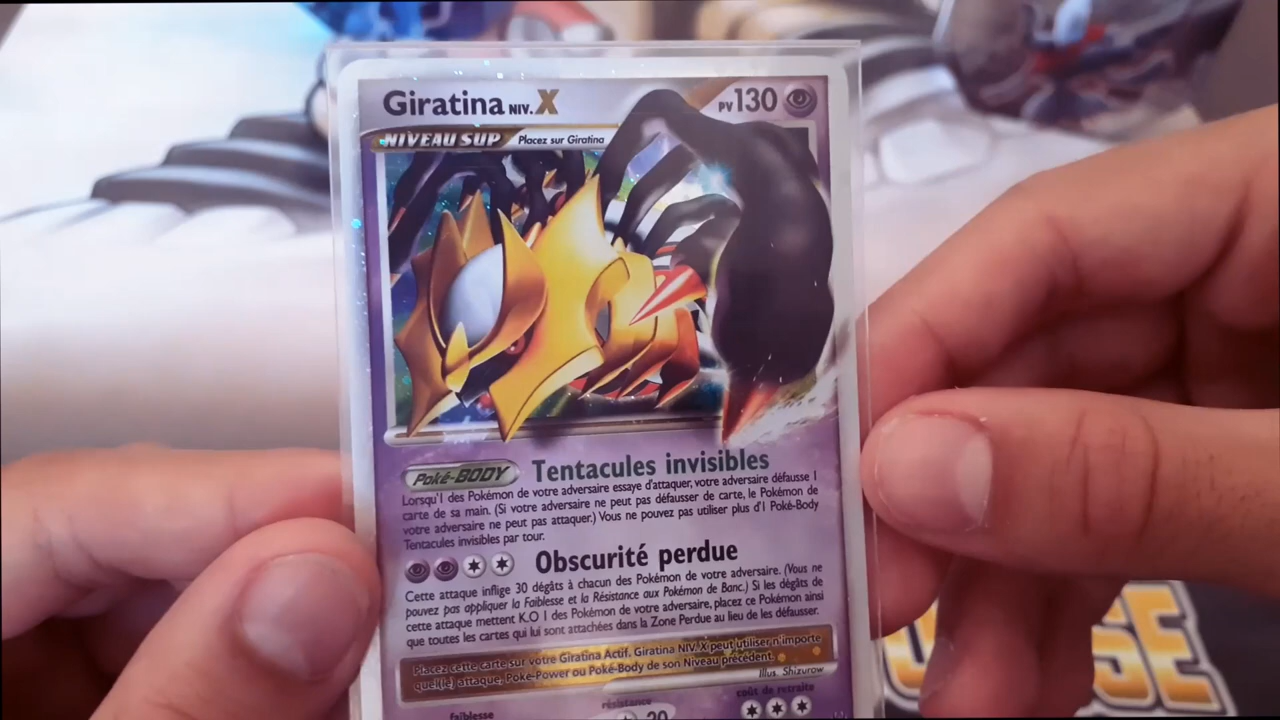 Giratina NIV.X PV 130
NIVEAU SUP Placez sur Giratina
Poké-BODY Tentacules invisibles
Lorsqu'1 des Pokémon de votre adversaire essaye d'attaquer, votre adversaire défausse 1
carte de sa main. (Si votre adversaire ne peut pas défausser de carte, le Pokémon de
votre adversaire ne peut pas attaquer.) Vous ne pouvez pas utiliser plus d'1 Poké-Body
Tentacules invisibles par tour.
Obscurité perdue
Cette attaque inflige 30 dégâts à chacun des Pokémon de votre adversaire. (Vous ne
pouvez pas appliquer la Faiblesse et la Résistance aux Pokémon de Banc.) Si les dégâts de
cette attaque mettent K.O 1 des Pokémon de votre adversaire, placez ce Pokémon ainsi
que toutes les cartes qui lui sont attachées dans la Zone Perdue au lieu de les défausser.
Placez cette carte sur votre Giratina Actif. Giratina NIV.X peut utiliser n'importe
quel(le) attaque, Poké-Power ou Poké-Body de son Niveau précédent.
Illus. Shizurow
faiblesse résistance coût de retraite
20